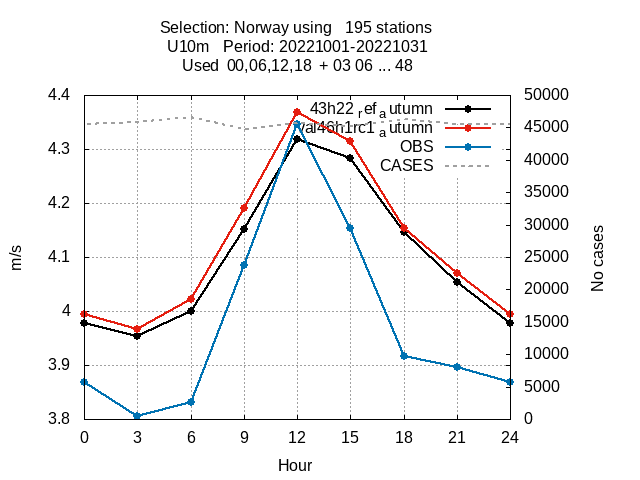 Selection: Norway using   195 stations
U10m   Period: 20221001-20221031
Used  00,06,12,18  + 03 06  ... 48
4.4
4.3
4.2
4.1
4
3.9
3.8
m/s
50000
45000
40000
35000
30000
25000
20000
15000
10000
5000
0
No cases
43h22 ref a utumn
al46h1rc1 a utumn
OBS
CASES
0 3 6 9 12 15 18 21 24
Hour